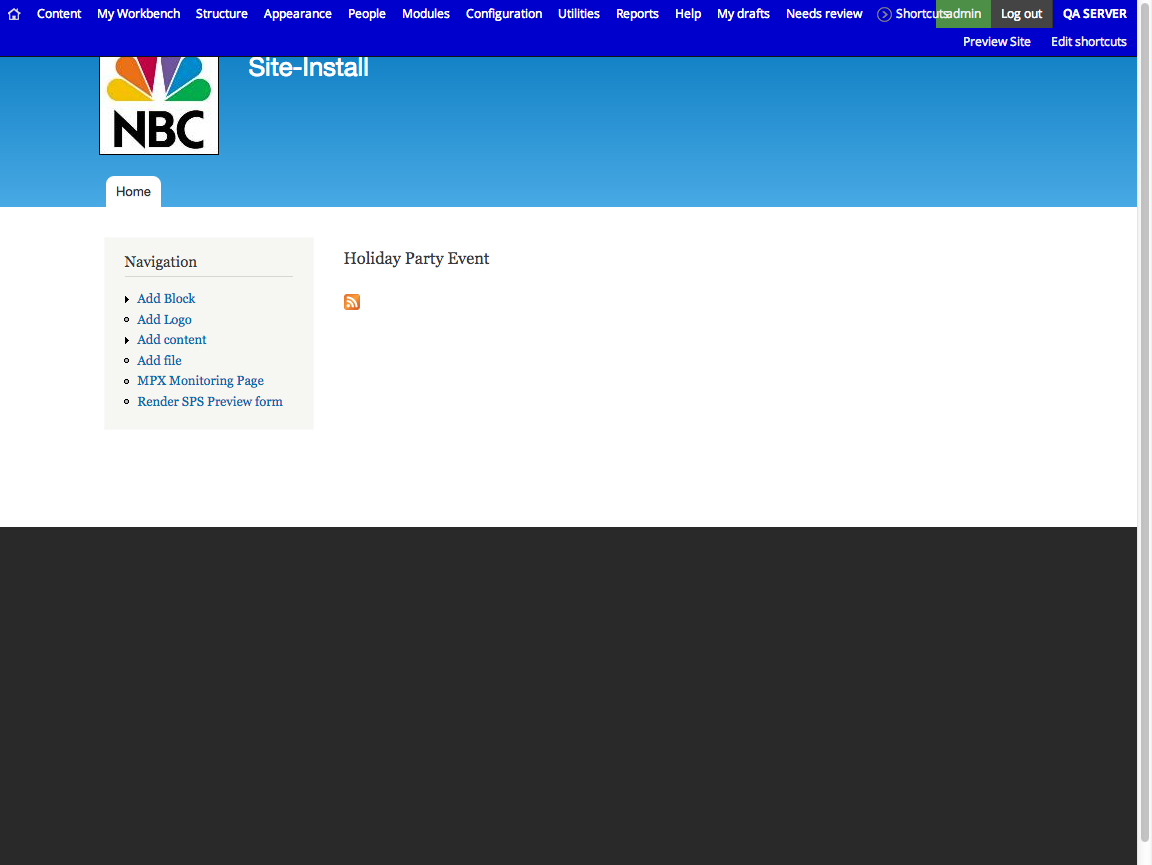 Content My Workbench Structure Appearance People Modules Configuration Utilities Reports Help My drafts Needs review Shortcuts admin Log out QA SERVER
Preview Site Edit shortcuts
Site-Install
NBC
Home
Navigation
Add Block
Add Logo
Add content
Add file
MPX Monitoring Page
Render SPS Preview form
Holiday Party Event